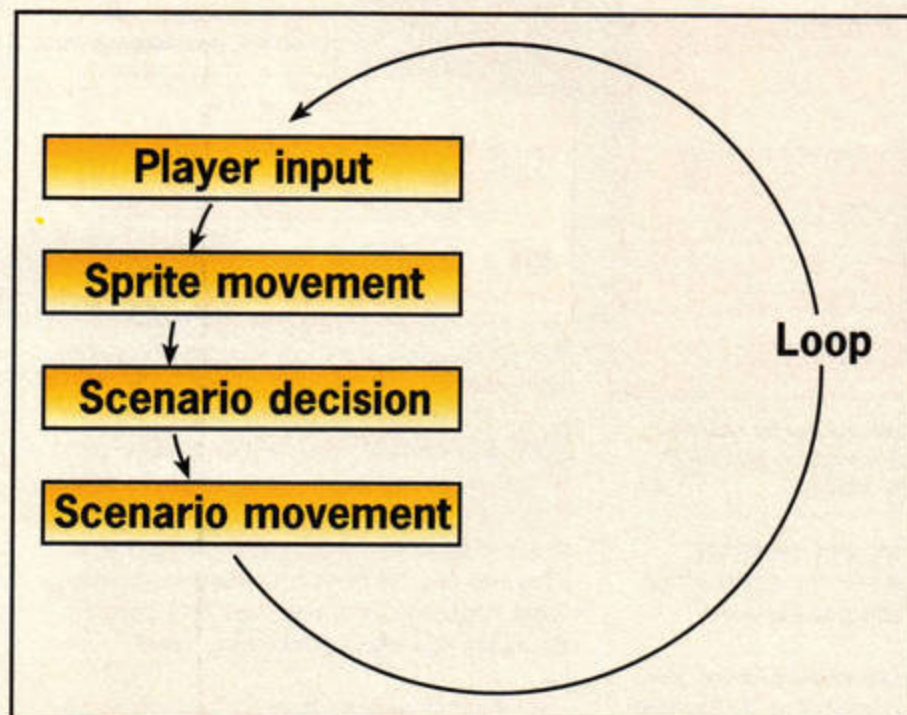 Player input
Sprite movement
Scenario decision
Scenario movement
Loop